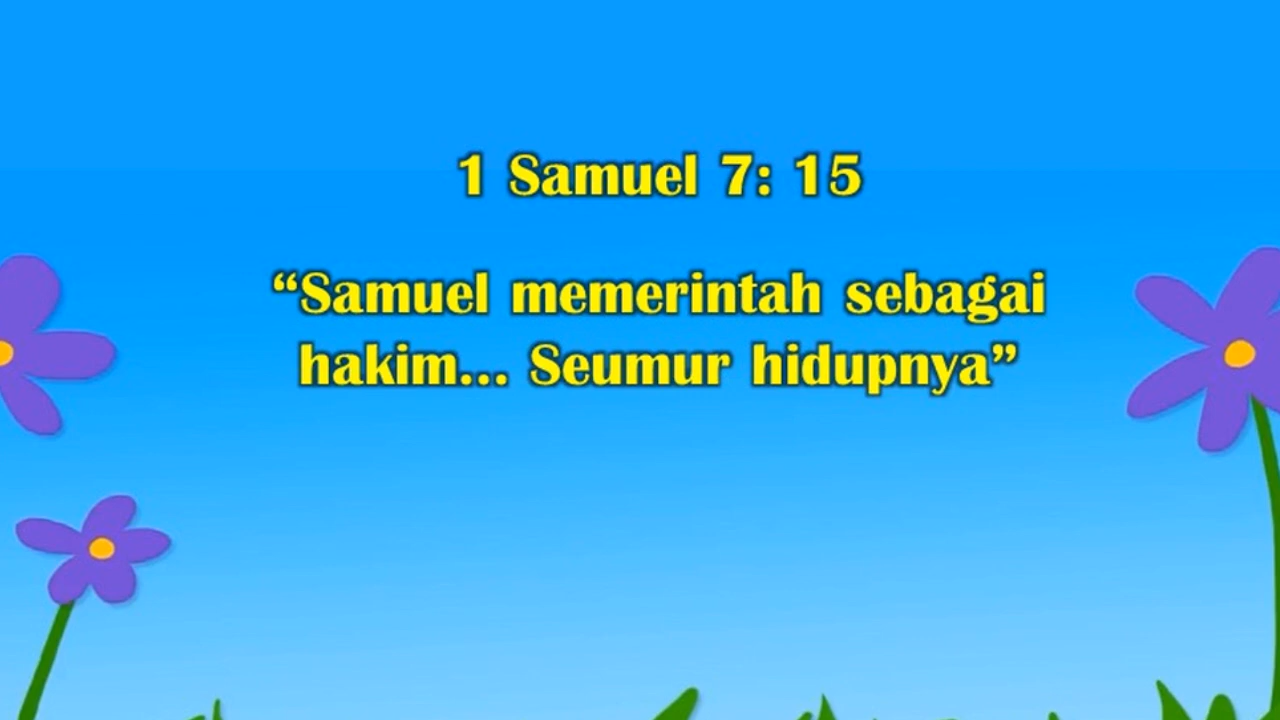 1 Samuel 7: 15
“Samuel memerintah sebagai
hakim... Seumur hidupnya”